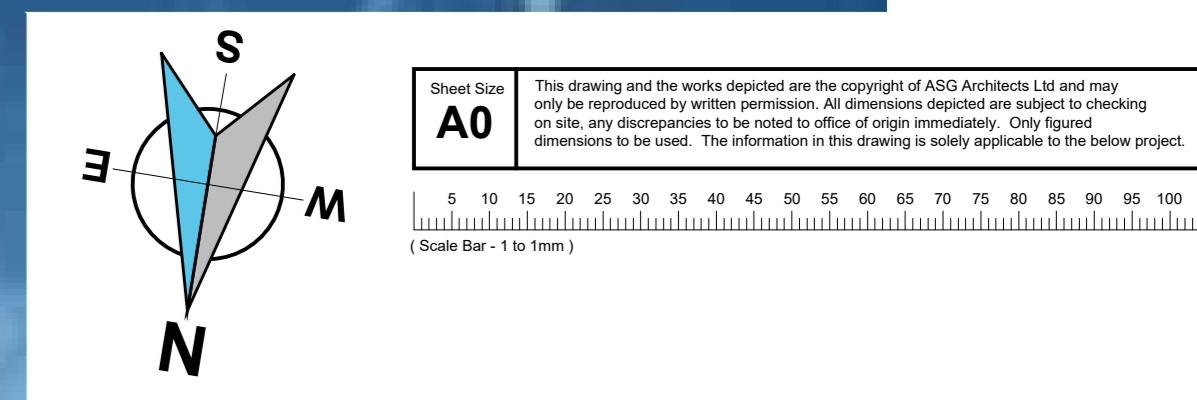 S
E
W
N
Sheet Size
A0
This drawing and the works depicted are the copyright of ASG Architects Ltd and may
only be reproduced by written permission. All dimensions depicted are subject to checking
on site, any discrepancies to be noted to office of origin immediately. Only figured
dimensions to be used. The information in this drawing is solely applicable to the below project.
5 10 15 20 25 30 35 40 45 50 55 60 65 70 75 80 85 90 95 100
( Scale Bar - 1 to 1mm )